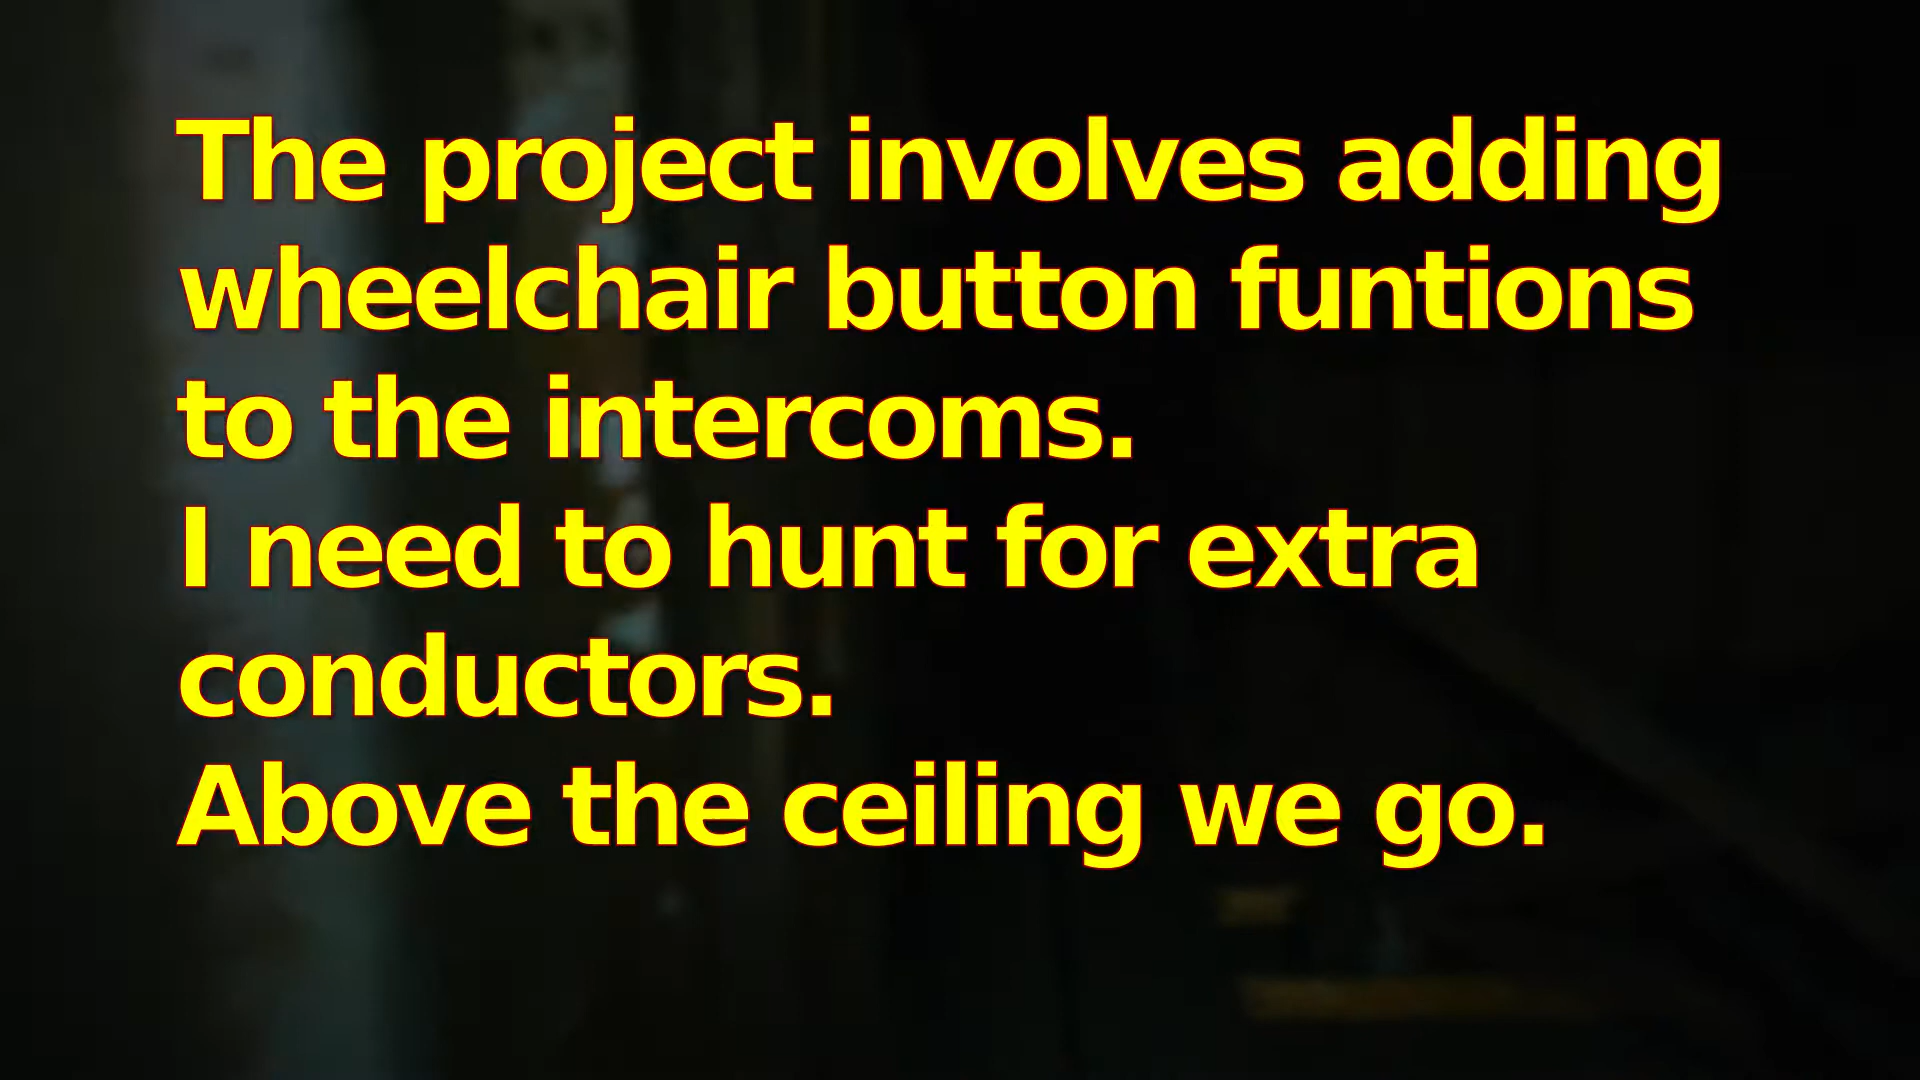 The project involves adding
wheelchair button funtions
to the intercoms.
I need to hunt for extra
conductors.
Above the ceiling we go.